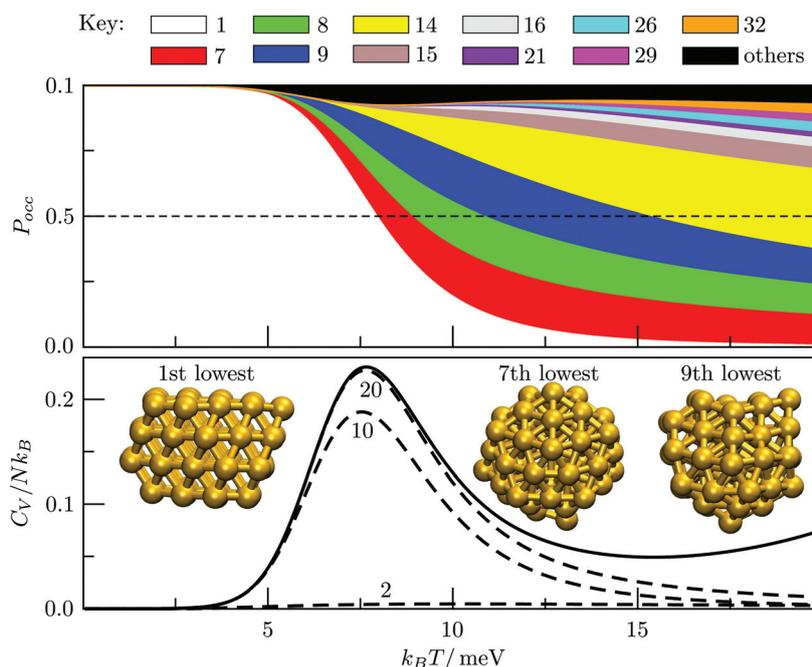 Key: 1 8 14 16 26 32
7 9 15 21 29 others
0.1
P_occ
0.5
0.0
1st lowest 7th lowest 9th lowest
0.2
20
10
C_V/Nk_B
0.1
2
0.0
5 10 15
k_BT/meV